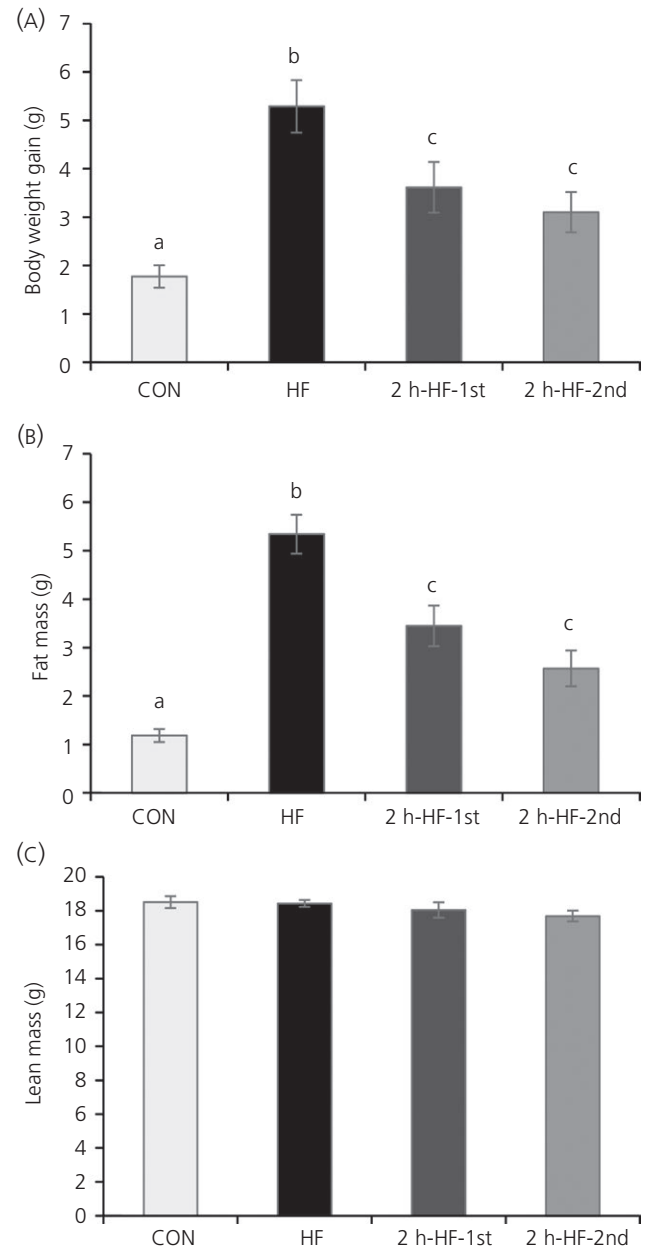 (A)
7
6
5
4
3
2
1
0
Body weight gain (g)
a
b
c
c
CON HF 2 h-HF-1st 2 h-HF-2nd
(B)
7
6
5
4
3
2
1
0
Fat mass (g)
a
b
c
c
CON HF 2 h-HF-1st 2 h-HF-2nd
(C)
20
18
16
14
12
10
8
6
4
2
0
Lean mass (g)
CON HF 2 h-HF-1st 2 h-HF-2nd